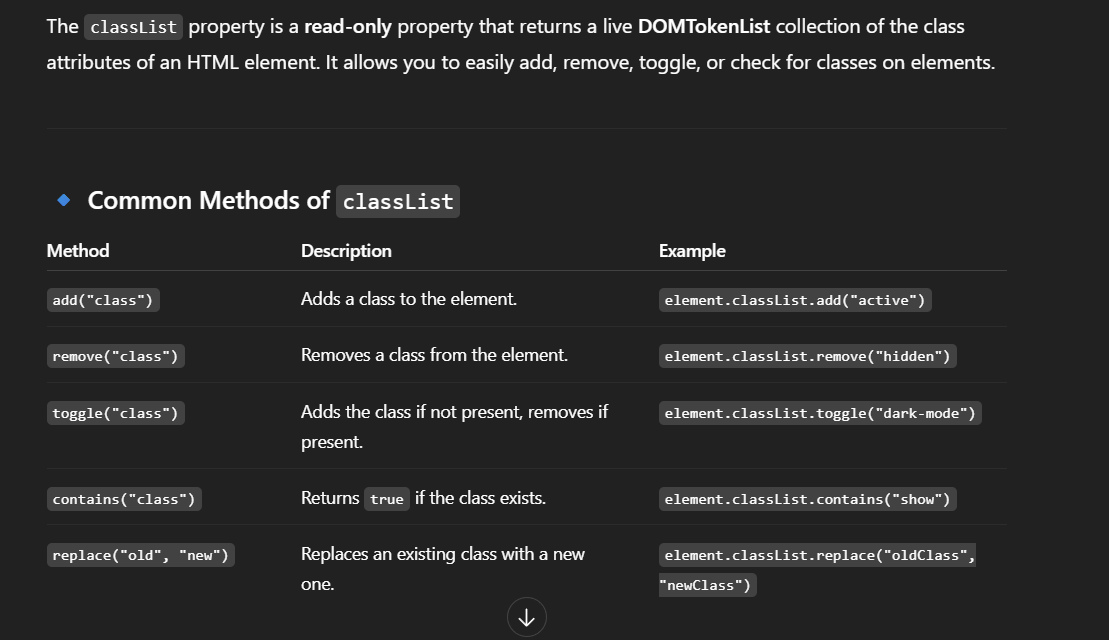 The classList property is a read-only property that returns a live DOMTokenList collection of the class
attributes of an HTML element. It allows you to easily add, remove, toggle, or check for classes on elements.
Common Methods of classList
Method Description Example
add("class") Adds a class to the element. element.classList.add("active")
remove("class") Removes a class from the element. element.classList.remove("hidden")
toggle("class") Adds the class if not present, removes if element.classList.toggle("dark-mode")
present.
contains("class") Returns true if the class exists. element.classList.contains("show")
replace("old", "new") Replaces an existing class with a new element.classList.replace("oldClass",
one. "newClass")